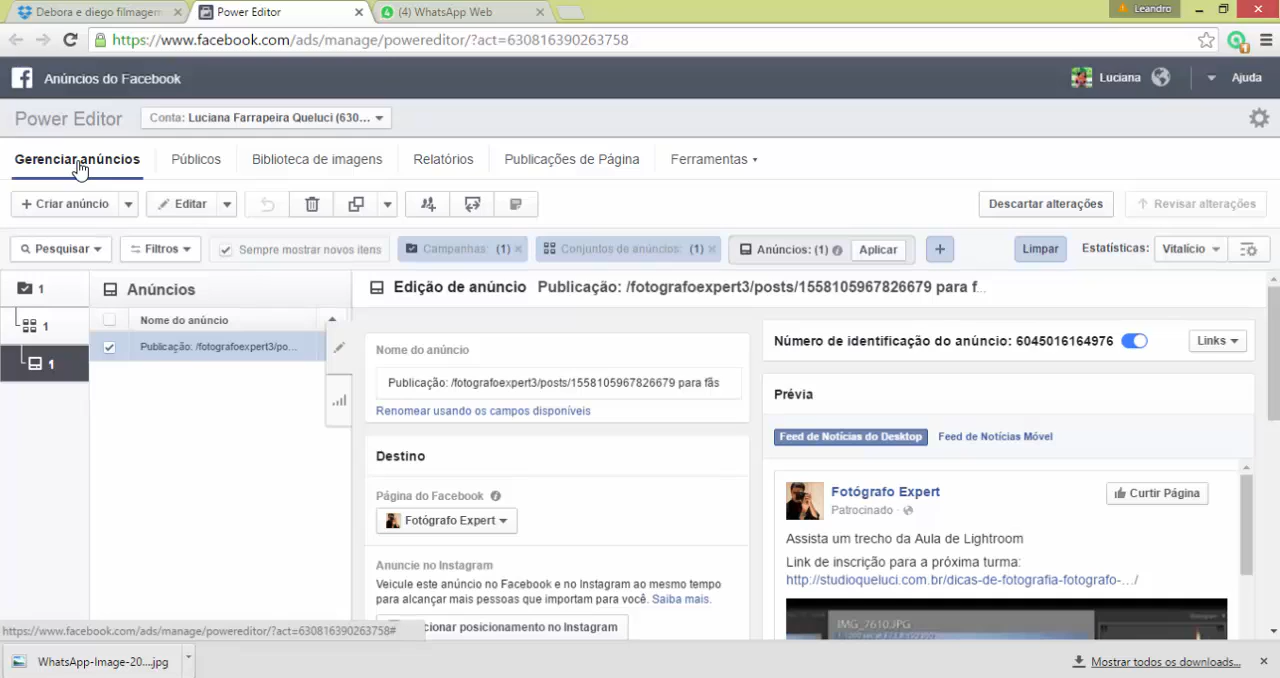 Debora e diego filmagem
Power Editor
(4) WhatsApp Web
Leandro
https://www.facebook.com/ads/manage/powereditor/?act=630816390263758
Anúncios do Facebook
Luciana
Ajuda
Power Editor
Conta: Luciana Farrapeira Queluci (630...
Gerenciar anúncios
Públicos
Biblioteca de imagens
Relatórios
Publicações de Página
Ferramentas
+ Criar anúncio
Editar
Descartar alterações
Revisar alterações
Pesquisar
Filtros
Sempre mostrar novos itens
Campanhas: (1)
Conjuntos de anúncios: (1)
Anúncios: (1)
Aplicar
+
Limpar
Estatísticas:
Vitalício
1
Anúncios
Edição de anúncio Publicação: /fotografoexpert3/posts/1558105967826679 para f...
1
Nome do anúncio
1
Publicação: /fotografoexpert3/po...
Nome do anúncio
Publicação: /fotografoexpert3/posts/1558105967826679 para fãs
Renomear usando os campos disponíveis
Destino
Página do Facebook
Fotógrafo Expert
Anuncie no Instagram
Veicule este anúncio no Facebook e no Instagram ao mesmo tempo
para alcançar mais pessoas que importam para você. Saiba mais.
cionar posicionamento no Instagram
Número de identificação do anúncio: 6045016164976
Links
Prévia
Feed de Notícias do Desktop
Feed de Notícias Móvel
Fotógrafo Expert
Patrocinado ·
Curtir Página
Assista um trecho da Aula de Lightroom
Link de inscrição para a próxima turma:
http://studioqueluci.com.br/dicas-de-fotografia-fotografo-.../
IMG_7610.JPG
https://www.facebook.com/ads/manage/powereditor/?act=630816390263758#
WhatsApp-Image-20....jpg
Mostrar todos os downloads...